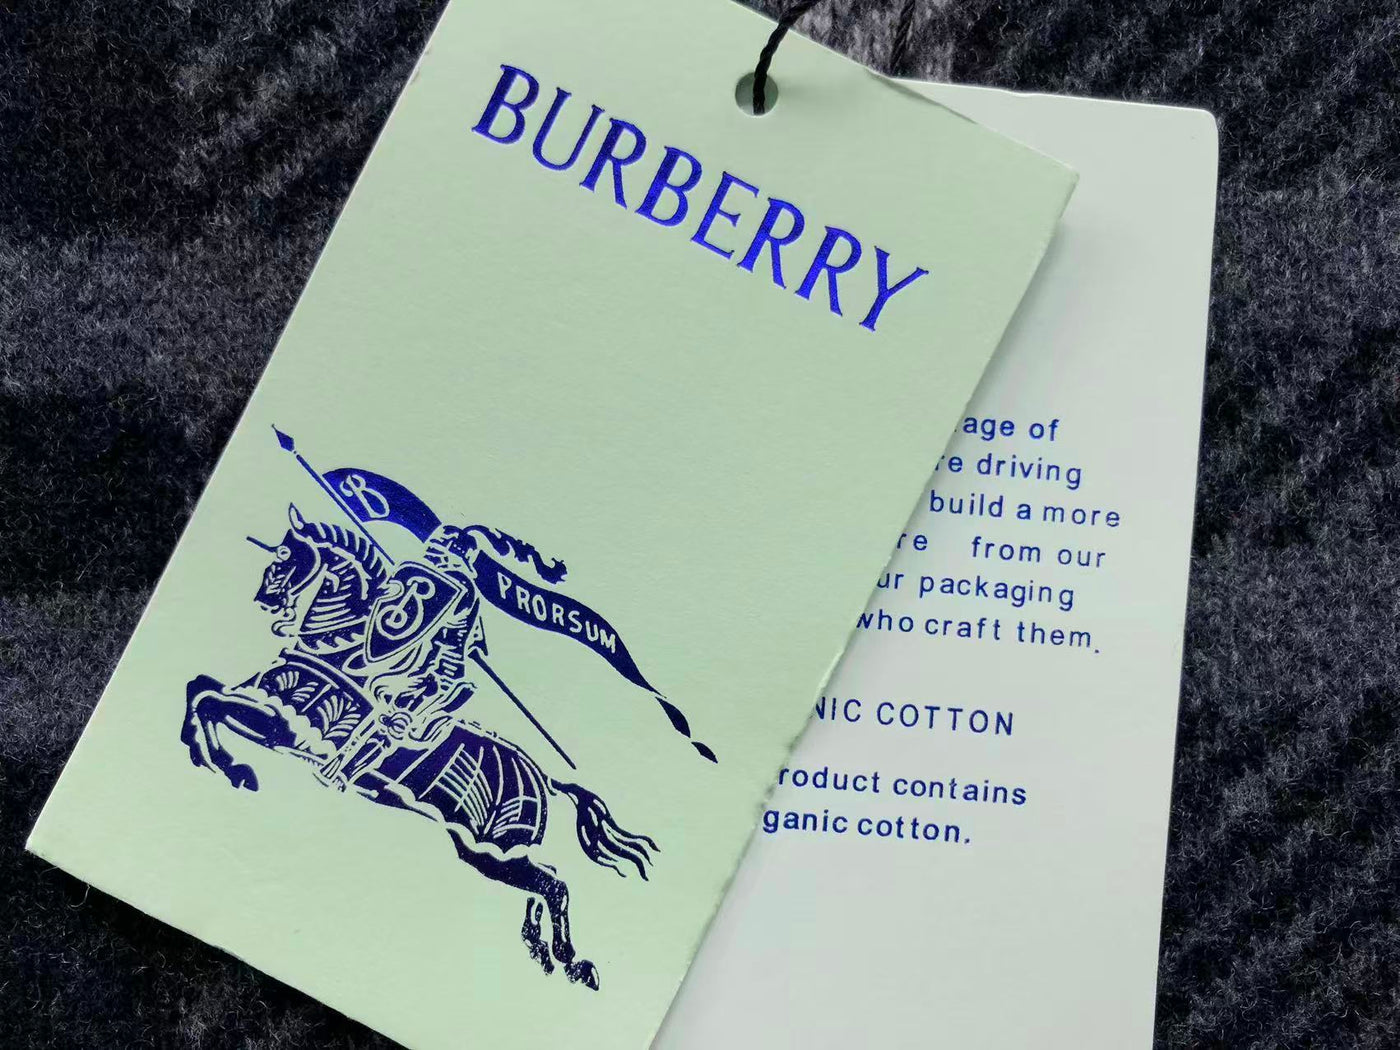 BURBERRY
B
B
PRORSUM
age of
re driving
build a more
re from our
ur packaging
who craft them.
NIC COTTON
roduct contains
ganic cotton.